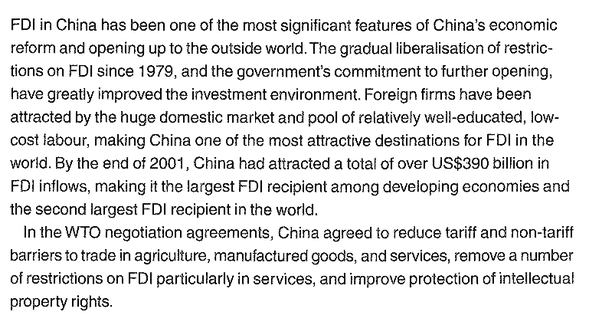 FDI in China has been one of the most significant features of China's economic
reform and opening up to the outside world. The gradual liberalisation of restric-
tions on FDI since 1979, and the government's commitment to further opening,
have greatly improved the investment environment. Foreign firms have been
attracted by the huge domestic market and pool of relatively well-educated, low-
cost labour, making China one of the most attractive destinations for FDI in the
world. By the end of 2001, China had attracted a total of over US$390 billion in
FDI inflows, making it the largest FDI recipient among developing economies and
the second largest FDI recipient in the world.
In the WTO negotiation agreements, China agreed to reduce tariff and non-tariff
barriers to trade in agriculture, manufactured goods, and services, remove a number
of restrictions on FDI particularly in services, and improve protection of intellectual
property rights.